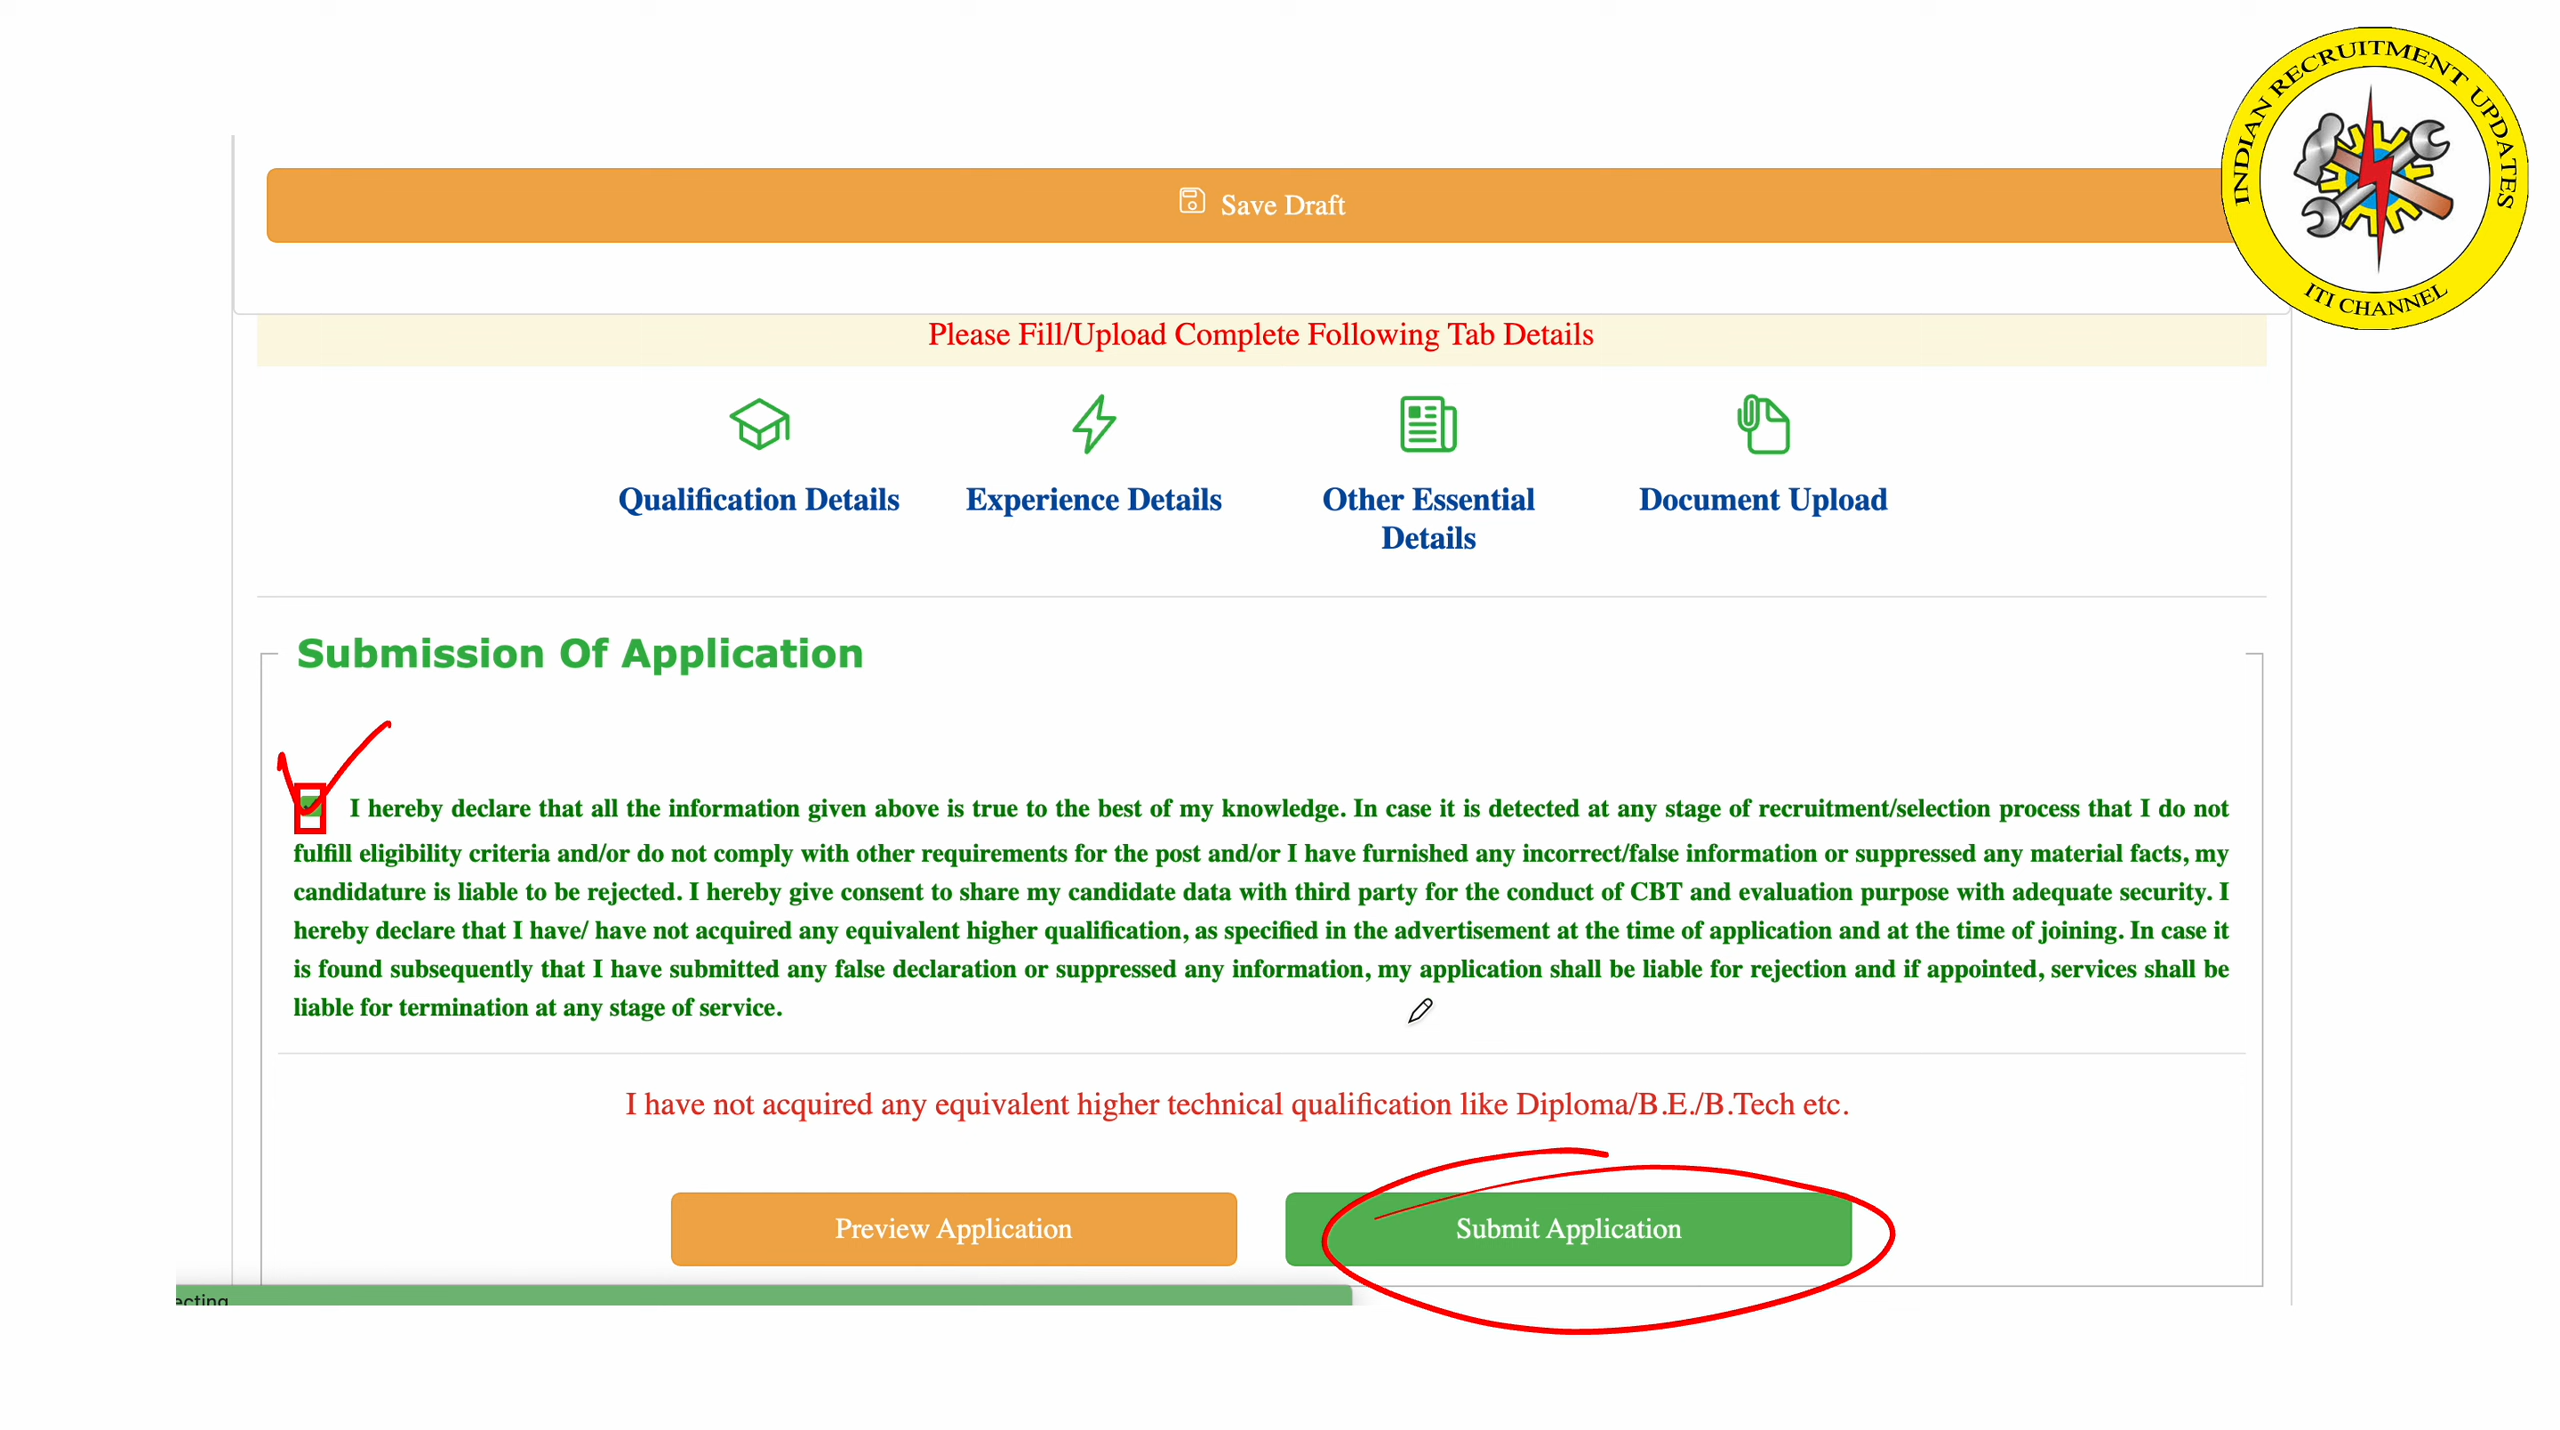 INDIAN RECRUITMENT UPDATES
ITI CHANNEL
Save Draft
Please Fill/Upload Complete Following Tab Details
Qualification Details
Experience Details
Other Essential
Details
Document Upload
Submission Of Application
I hereby declare that all the information given above is true to the best of my knowledge. In case it is detected at any stage of recruitment/selection process that I do not
fulfill eligibility criteria and/or do not comply with other requirements for the post and/or I have furnished any incorrect/false information or suppressed any material facts, my
candidature is liable to be rejected. I hereby give consent to share my candidate data with third party for the conduct of CBT and evaluation purpose with adequate security. I
hereby declare that I have/ have not acquired any equivalent higher qualification, as specified in the advertisement at the time of application and at the time of joining. In case it
is found subsequently that I have submitted any false declaration or suppressed any information, my application shall be liable for rejection and if appointed, services shall be
liable for termination at any stage of service.
I have not acquired any equivalent higher technical qualification like Diploma/B.E./B.Tech etc.
Preview Application
Submit Application